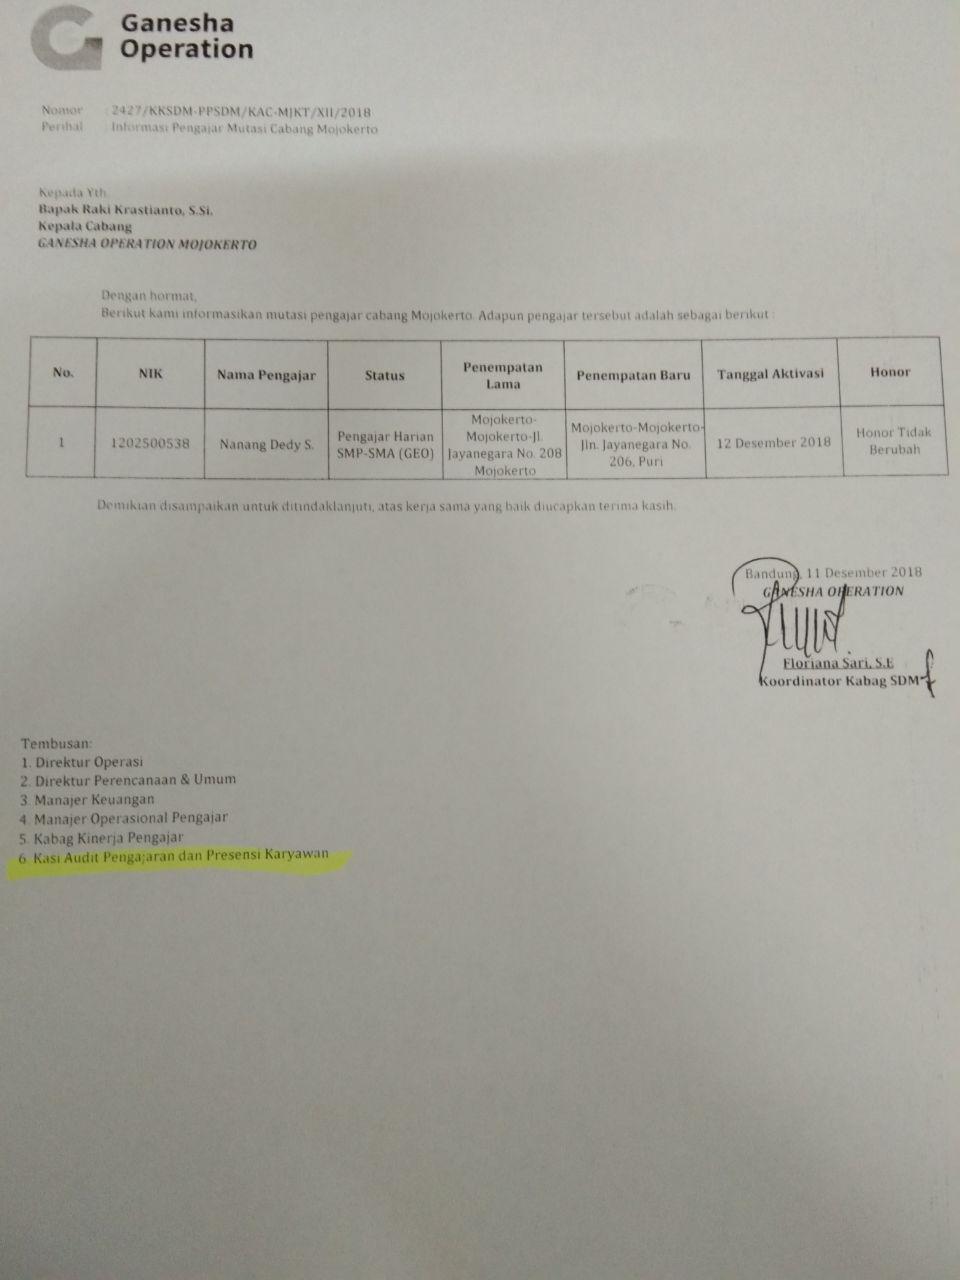 Ganesha
Operation
Nomor : 2427/KKSDM-PPSDM/KAC-MJKT/XII/2018
Perihal : Informasi Pengajar Mutasi Cabang Mojokerto
Kepada Yth.
Bapak Raki Krastianto, S.Si.
Kepala Cabang
GANESHA OPERATION MOJOKERTO
Dengan hormat,
Berikut kami informasikan mutasi pengajar cabang Mojokerto. Adapun pengajar tersebut adalah sebagai berikut :
No. NIK Nama Pengajar Status Penempatan Lama Penempatan Baru Tanggal Aktivasi Honor
1 1202500538 Nanang Dedy S. Pengajar Harian SMP-SMA (GEO) Mojokerto-Mojokerto-Jl. Jayanegara No. 208 Mojokerto Mojokerto-Mojokerto-Jln. Jayanegara No. 206, Puri 12 Desember 2018 Honor Tidak Berubah
Demikian disampaikan untuk ditindaklanjuti, atas kerja sama yang baik diucapkan terima kasih.
Bandung, 11 Desember 2018
GANESHA OPERATION
Floriana Sari, S.E
Koordinator Kabag SDM
Tembusan:
1. Direktur Operasi
2. Direktur Perencanaan & Umum
3. Manajer Keuangan
4. Manajer Operasional Pengajar
5. Kabag Kinerja Pengajar
6. Kasi Audit Pengajaran dan Presensi Karyawan